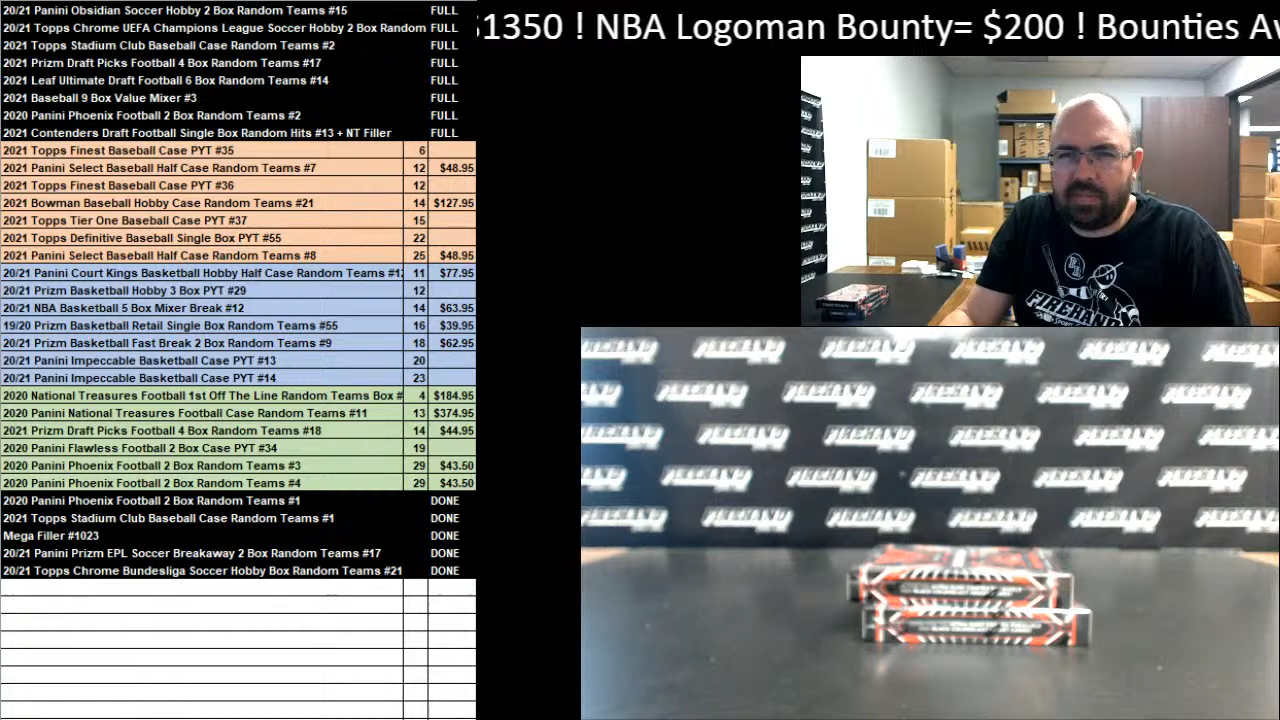 20/21 Panini Obsidian Soccer Hobby 2 Box Random Teams #15 FULL
20/21 Topps Chrome UEFA Champions League Soccer Hobby 2 Box Random FULL
2021 Topps Stadium Club Baseball Case Random Teams #2 FULL
2021 Prizm Draft Picks Football 4 Box Random Teams #17 FULL
2021 Leaf Ultimate Draft Football 6 Box Random Teams #14 FULL
2021 Baseball 9 Box Value Mixer #3 FULL
2020 Panini Phoenix Football 2 Box Random Teams #2 FULL
2021 Contenders Draft Football Single Box Random Hits #13 + NT Filler FULL
2021 Topps Finest Baseball Case PYT #35 6
2021 Panini Select Baseball Half Case Random Teams #7 12 $48.95
2021 Topps Finest Baseball Case PYT #36 12
2021 Bowman Baseball Hobby Case Random Teams #21 14 $127.95
2021 Topps Tier One Baseball Case PYT #37 15
2021 Topps Definitive Baseball Single Box PYT #55 22
2021 Panini Select Baseball Half Case Random Teams #8 25 $48.95
20/21 Panini Court Kings Basketball Hobby Half Case Random Teams #1 11 $77.95
20/21 Prizm Basketball Hobby 3 Box PYT #29 12
20/21 NBA Basketball 5 Box Mixer Break #12 14 $63.95
19/20 Prizm Basketball Retail Single Box Random Teams #55 16 $39.95
20/21 Prizm Basketball Fast Break 2 Box Random Teams #9 18 $62.95
20/21 Panini Impeccable Basketball Case PYT #13 20
20/21 Panini Impeccable Basketball Case PYT #14 23
2020 National Treasures Football 1st Off The Line Random Teams Box # 4 $184.95
2020 Panini National Treasures Football Case Random Teams #11 13 $374.95
2021 Prizm Draft Picks Football 4 Box Random Teams #18 14 $44.95
2020 Panini Flawless Football 2 Box Case PYT #34 19
2020 Panini Phoenix Football 2 Box Random Teams #3 29 $43.50
2020 Panini Phoenix Football 2 Box Random Teams #4 29 $43.50
2020 Panini Phoenix Football 2 Box Random Teams #1 DONE
2021 Topps Stadium Club Baseball Case Random Teams #1 DONE
Mega Filler #1023 DONE
20/21 Panini Prizm EPL Soccer Breakaway 2 Box Random Teams #17 DONE
20/21 Topps Chrome Bundesliga Soccer Hobby Box Random Teams #21 DONE
$1350 ! NBA Logoman Bounty= $200 ! Bounties Av
FIREHAND